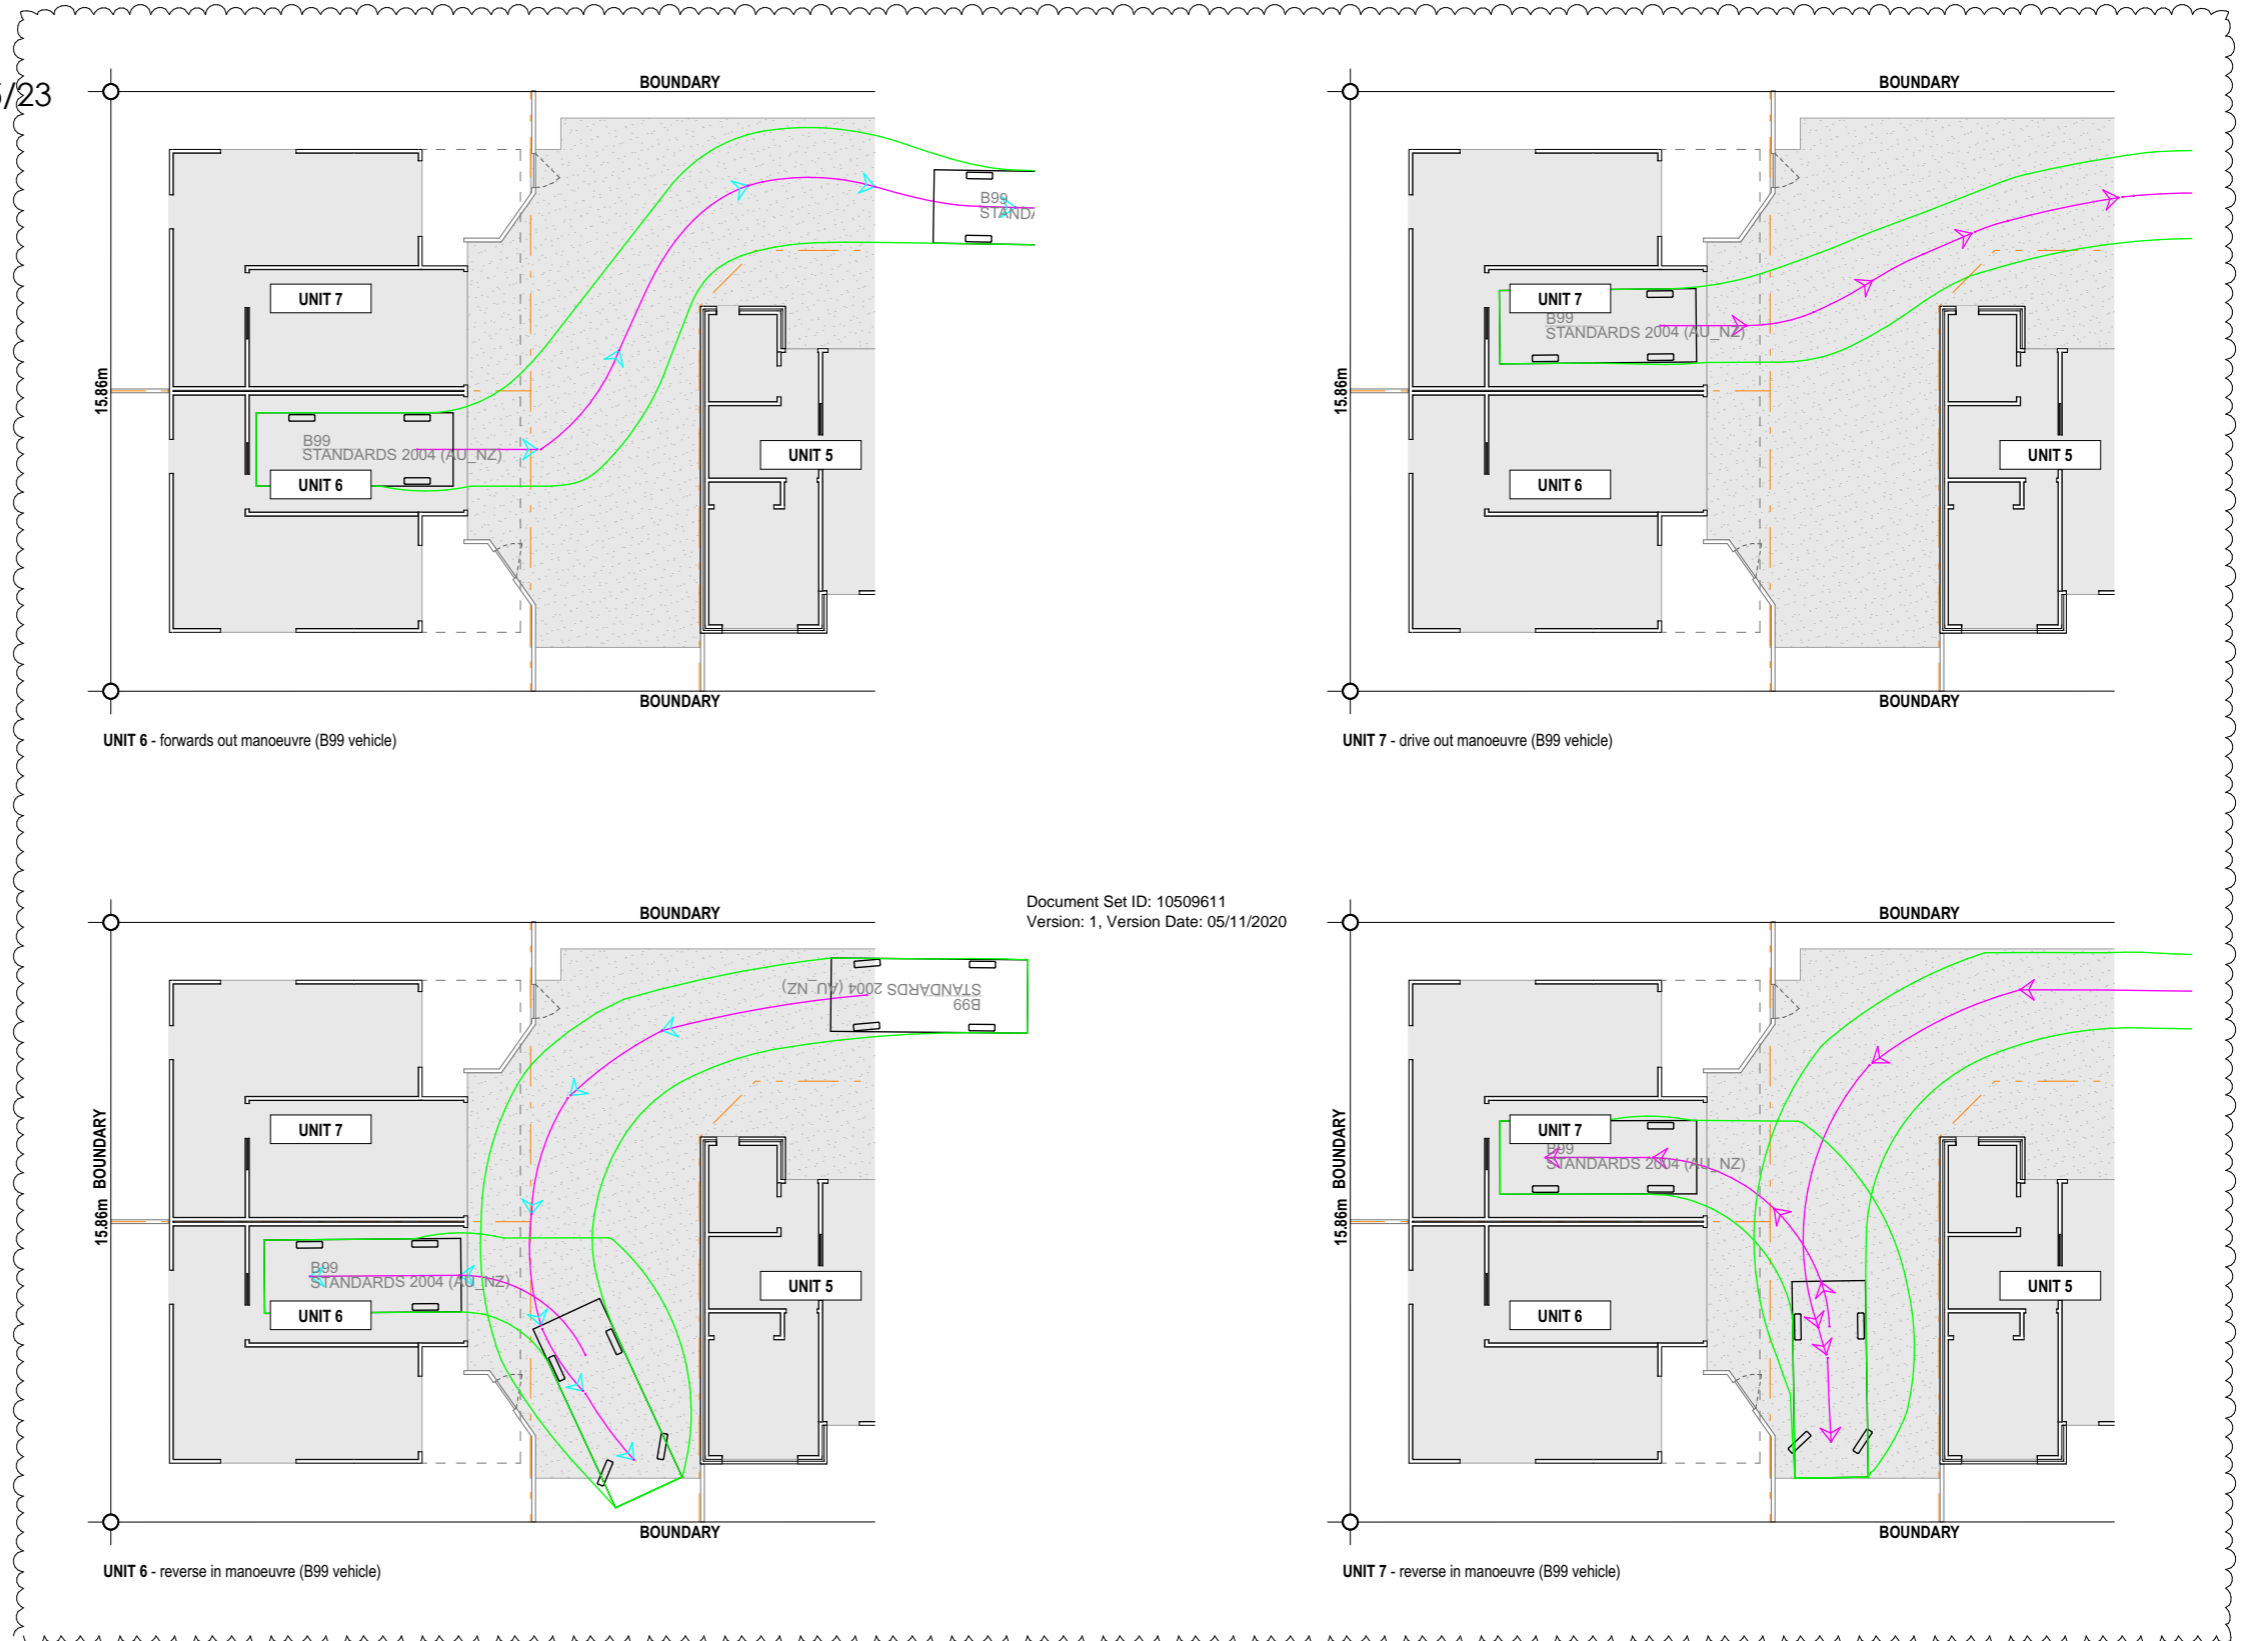 5/23
BOUNDARY
UNIT 7
15.86m
B99
STANDARDS 2004 (AU_NZ)
UNIT 6
UNIT 5
B99
STANDA
BOUNDARY
UNIT 6 - forwards out manoeuvre (B99 vehicle)
BOUNDARY
UNIT 7
B99
STANDARDS 2004 (AU_NZ)
15.86m
UNIT 6
UNIT 5
BOUNDARY
UNIT 7 - drive out manoeuvre (B99 vehicle)
Document Set ID: 10509611
Version: 1, Version Date: 05/11/2020
BOUNDARY
B99
STANDARDS 2004 (AU_NZ)
UNIT 7
15.86m BOUNDARY
B99
STANDARDS 2004 (AU_NZ)
UNIT 6
UNIT 5
BOUNDARY
UNIT 6 - reverse in manoeuvre (B99 vehicle)
BOUNDARY
UNIT 7
B99
STANDARDS 2004 (AU_NZ)
15.86m BOUNDARY
UNIT 6
UNIT 5
BOUNDARY
UNIT 7 - reverse in manoeuvre (B99 vehicle)